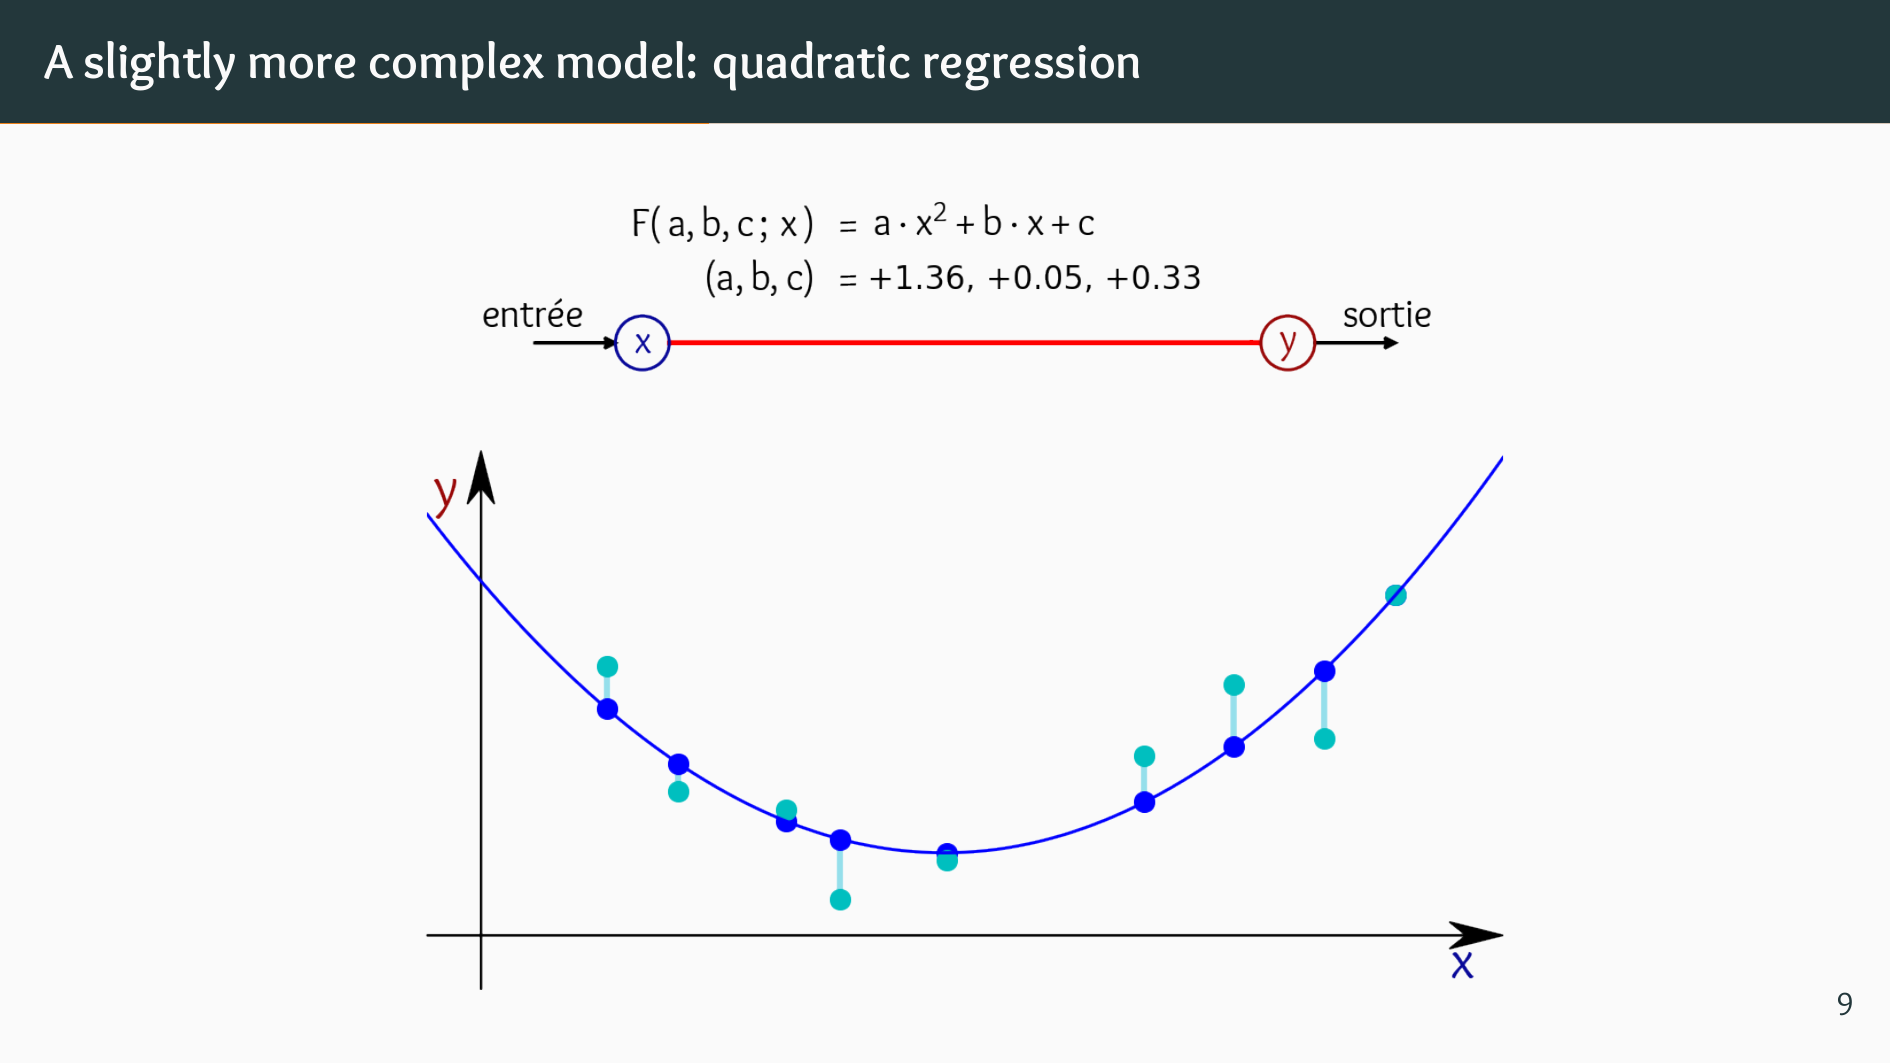 A slightly more complex model: quadratic regression
F( a, b, c ; x ) = a · x² + b · x + c
(a, b, c) = +1.36, +0.05, +0.33
entrée x y sortie
y
x
9